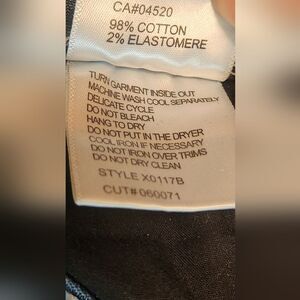 CA#04520
98% COTTON
2% ELASTOMERE
TURN GARMENT INSIDE OUT
MACHINE WASH COOL SEPARATELY
DELICATE CYCLE
DO NOT BLEACH
HANG TO DRY
DO NOT PUT IN THE DRYER
COOL IRON IF NECESSARY
DO NOT IRON OVER TRIMS
DO NOT DRY CLEAN
STYLE X0117B
CUT# 060071